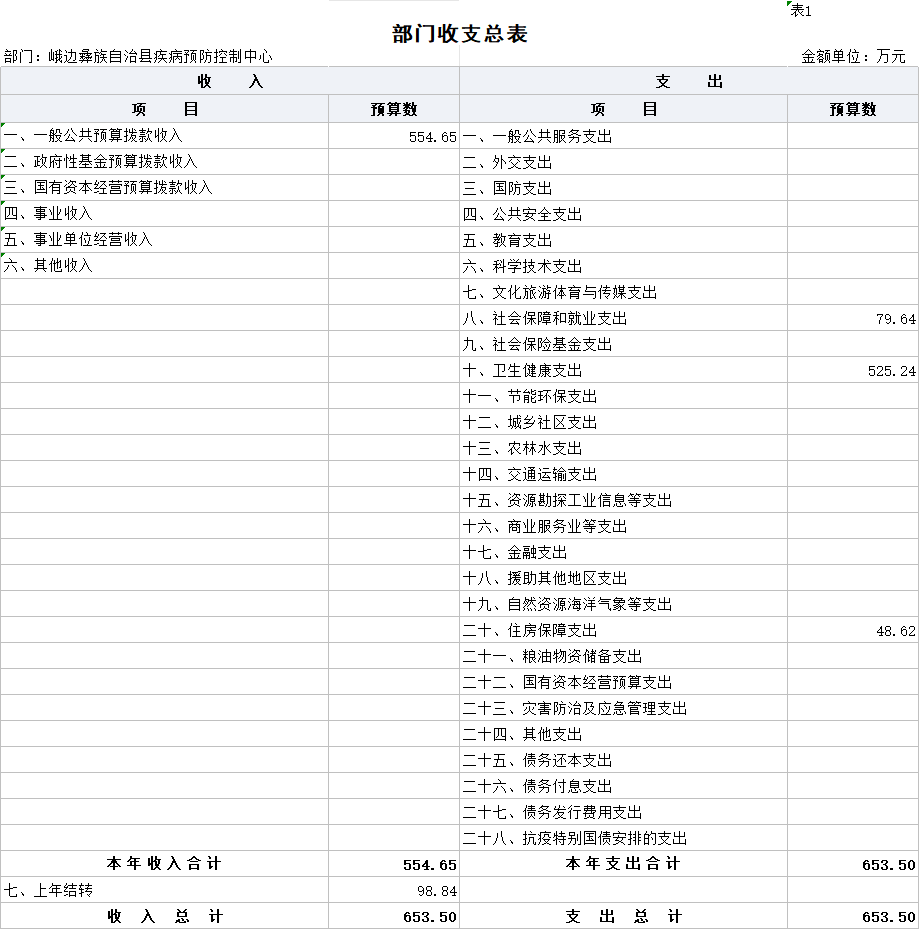 表1
部门收支总表
部门：峨边彝族自治县疾病预防控制中心 金额单位：万元
收 入 支 出
项 目 预算数 项 目 预算数
一、一般公共预算拨款收入 554.65 一、一般公共服务支出
二、政府性基金预算拨款收入 二、外交支出
三、国有资本经营预算拨款收入 三、国防支出
四、事业收入 四、公共安全支出
五、事业单位经营收入 五、教育支出
六、其他收入 六、科学技术支出
七、文化旅游体育与传媒支出
八、社会保障和就业支出 79.64
九、社会保险基金支出
十、卫生健康支出 525.24
十一、节能环保支出
十二、城乡社区支出
十三、农林水支出
十四、交通运输支出
十五、资源勘探工业信息等支出
十六、商业服务业等支出
十七、金融支出
十八、援助其他地区支出
十九、自然资源海洋气象等支出
二十、住房保障支出 48.62
二十一、粮油物资储备支出
二十二、国有资本经营预算支出
二十三、灾害防治及应急管理支出
二十四、其他支出
二十五、债务还本支出
二十六、债务付息支出
二十七、债务发行费用支出
二十八、抗疫特别国债安排的支出
本年收入合计 554.65 本年支出合计 653.50
七、上年结转 98.84
收 入 总 计 653.50 支 出 总 计 653.50